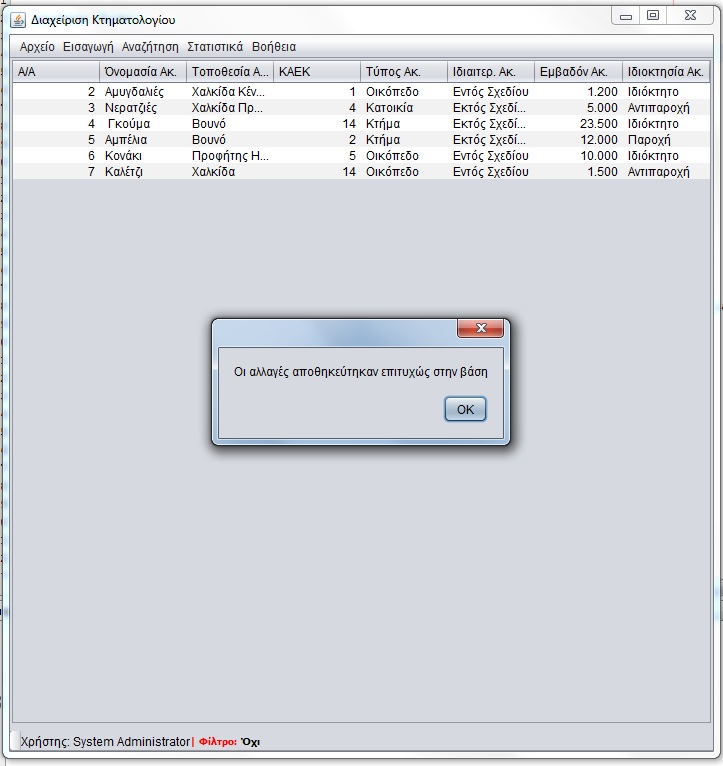 Διαχείριση Κτηματολογίου
Αρχείο Εισαγωγή Αναζήτηση Στατιστικά Βοήθεια
Α/Α Όνομασία Ακ. Τοποθεσία Α... ΚΑΕΚ Τύπος Ακ. Ιδιαιτερ. Ακ. Εμβαδόν Ακ. Ιδιοκτησία Ακ.
2 Αμυγδαλιές Χαλκίδα Κέν... 1 Οικόπεδο Εντός Σχεδίου 1.200 Ιδιόκτητο
3 Νερατζιές Χαλκίδα Πρ... 4 Κατοικία Εκτός Σχεδί... 5.000 Αντιπαροχή
4 Γκούμα Βουνό 14 Κτήμα Εκτός Σχεδί... 23.500 Ιδιόκτητο
5 Αμπέλια Βουνό 2 Κτήμα Εκτός Σχεδί... 12.000 Παροχή
6 Κονάκι Προφήτης Η... 5 Οικόπεδο Εντός Σχεδίου 10.000 Ιδιόκτητο
7 Καλέτζι Χαλκίδα 14 Οικόπεδο Εντός Σχεδίου 1.500 Αντιπαροχή
Οι αλλαγές αποθηκεύτηκαν επιτυχώς στην βάση
OK
Χρήστης: System Administrator | Φίλτρο: Όχι